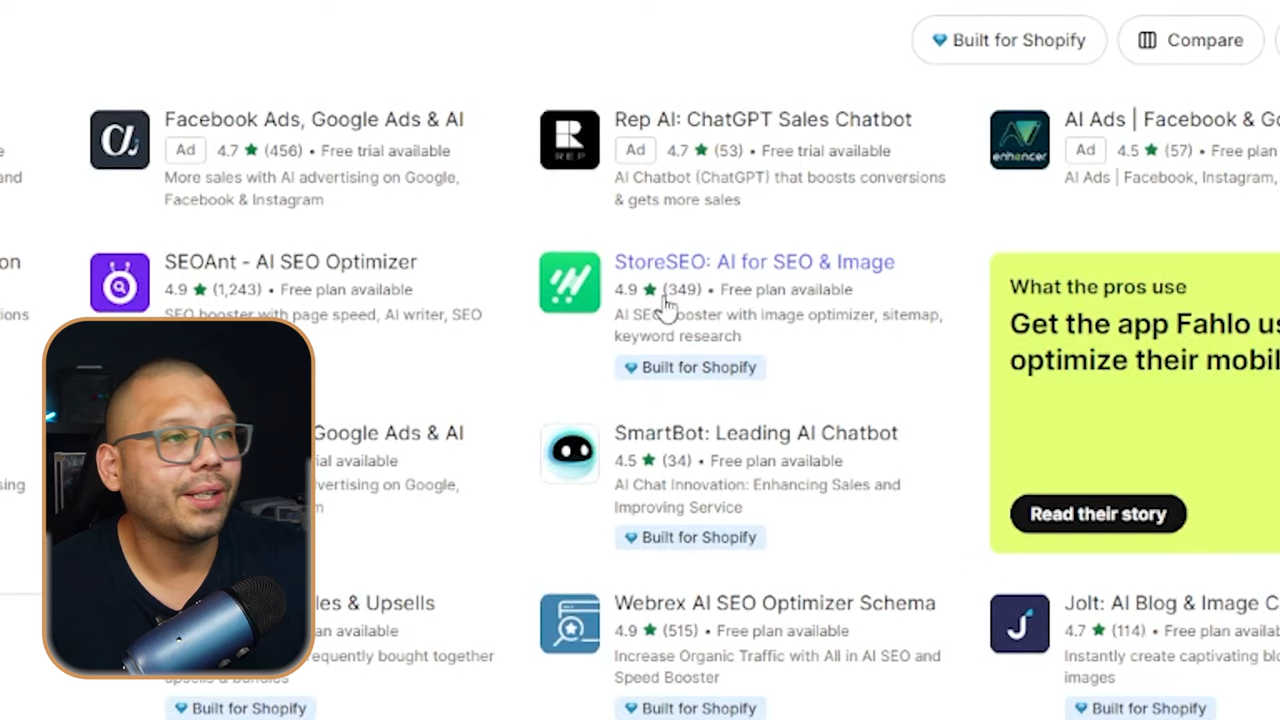 Built for Shopify
Compare
Facebook Ads, Google Ads & AI
Ad 4.7 ★ (456) • Free trial available
More sales with AI advertising on Google,
Facebook & Instagram
REP
Rep AI: ChatGPT Sales Chatbot
Ad 4.7 ★ (53) • Free trial available
AI Chatbot (ChatGPT) that boosts conversions
& gets more sales
enhencer
AI Ads | Facebook & Go
Ad 4.5 ★ (57) • Free plan
AI Ads | Facebook, Instagram,
and
on
SEOAnt - AI SEO Optimizer
4.9 ★ (1,243) • Free plan available
SEO booster with page speed, AI writer, SEO
StoreSEO: AI for SEO & Image
4.9 ★ (349) • Free plan available
AI SEO booster with image optimizer, sitemap,
keyword research
Built for Shopify
What the pros use
Get the app Fahlo us
optimize their mobil
Read their story
ions
Google Ads & AI
ial available
vertising on Google,
m
sing
SmartBot: Leading AI Chatbot
4.5 ★ (34) • Free plan available
AI Chat Innovation: Enhancing Sales and
Improving Service
Built for Shopify
les & Upsells
an available
requently bought together
upsells & bundles
Built for Shopify
Webrex AI SEO Optimizer Schema
4.9 ★ (515) • Free plan available
Increase Organic Traffic with All in AI SEO and
Speed Booster
Built for Shopify
Jolt: AI Blog & Image C
4.7 ★ (114) • Free plan availab
Instantly create captivating blo
images
Built for Shopify